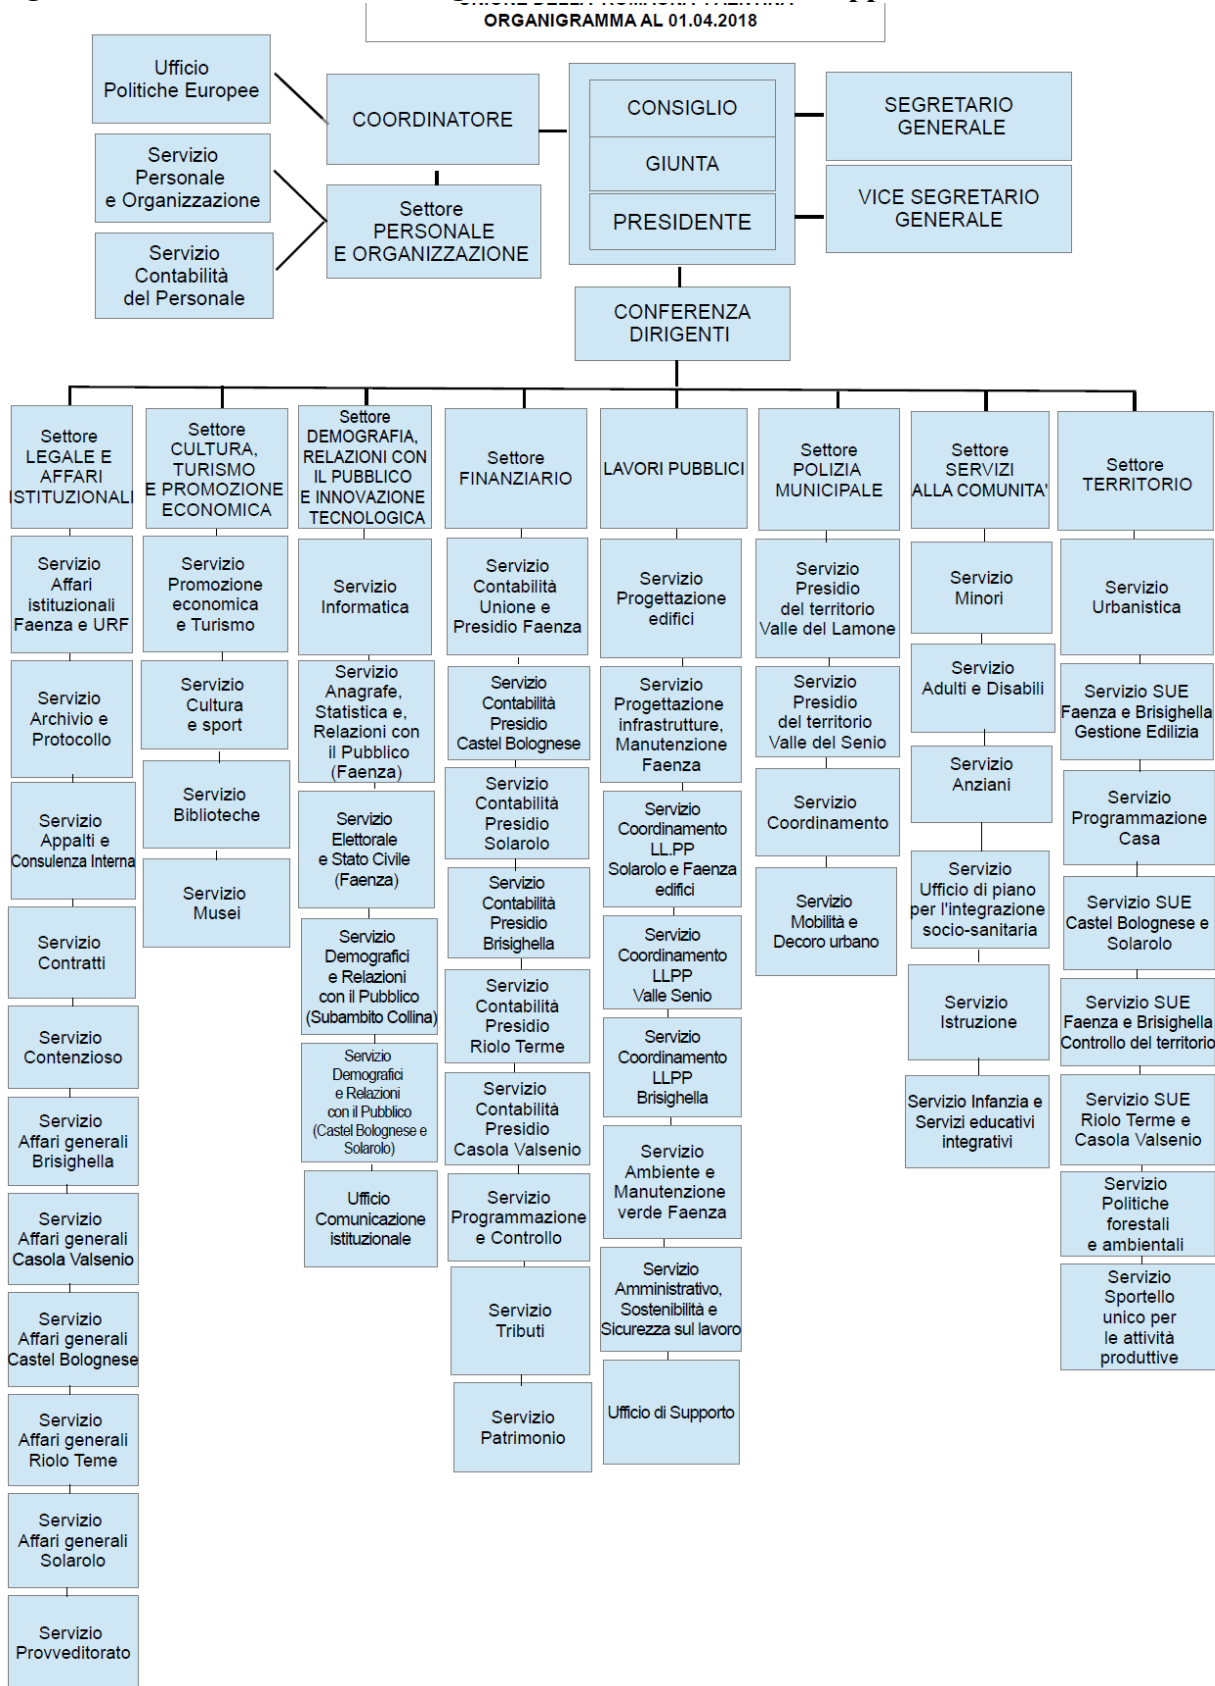 UNIONE DELLA ROMAGNA FAENTINA
ORGANIGRAMMA AL 01.04.2018
Ufficio
Politiche Europee
COORDINATORE
CONSIGLIO
GIUNTA
PRESIDENTE
SEGRETARIO
GENERALE
Servizio
Personale
e Organizzazione
Settore
PERSONALE
E ORGANIZZAZIONE
VICE SEGRETARIO
GENERALE
Servizio
Contabilità
del Personale
CONFERENZA
DIRIGENTI
Settore
LEGALE E
AFFARI
ISTITUZIONALI
Servizio
Affari
istituzionali
Faenza e URF
Servizio
Archivio e
Protocollo
Servizio
Appalti e
Consulenza Interna
Servizio
Contratti
Servizio
Contenzioso
Servizio
Affari generali
Brisighella
Servizio
Affari generali
Casola Valsenio
Servizio
Affari generali
Castel Bolognese
Servizio
Affari generali
Riolo Teme
Servizio
Affari generali
Solarolo
Servizio
Provveditorato
Settore
CULTURA,
TURISMO
E PROMOZIONE
ECONOMICA
Servizio
Promozione
economica
e Turismo
Servizio
Cultura
e sport
Servizio
Biblioteche
Servizio
Musei
Settore
DEMOGRAFIA,
RELAZIONI CON
IL PUBBLICO
E INNOVAZIONE
TECNOLOGICA
Servizio
Informatica
Servizio
Anagrafe,
Statistica e,
Relazioni con
il Pubblico
(Faenza)
Servizio
Elettorale
e Stato Civile
(Faenza)
Servizio
Demografici
e Relazioni
con il Pubblico
(Subambito Collina)
Servizio
Demografici
e Relazioni
con il Pubblico
(Castel Bolognese e
Solarolo)
Ufficio
Comunicazione
istituzionale
Settore
FINANZIARIO
Servizio
Contabilità
Unione e
Presidio Faenza
Servizio
Contabilità
Presidio
Castel Bolognese
Servizio
Contabilità
Presidio
Solarolo
Servizio
Contabilità
Presidio
Brisighella
Servizio
Contabilità
Presidio
Riolo Terme
Servizio
Contabilità
Presidio
Casola Valsenio
Servizio
Programmazione
e Controllo
Servizio
Tributi
Servizio
Patrimonio
LAVORI PUBBLICI
Servizio
Progettazione
edifici
Servizio
Progettazione
infrastrutture,
Manutenzione
Faenza
Servizio
Coordinamento
LL.PP
Solarolo e Faenza
edifici
Servizio
Coordinamento
LLPP
Valle Senio
Servizio
Coordinamento
LLPP
Brisighella
Servizio
Ambiente e
Manutenzione
verde Faenza
Servizio
Amministrativo,
Sostenibilità e
Sicurezza sul lavoro
Ufficio di Supporto
Settore
POLIZIA
MUNICIPALE
Servizio
Presidio
del territorio
Valle del Lamone
Servizio
Presidio
del territorio
Valle del Senio
Servizio
Coordinamento
Servizio
Mobilità e
Decoro urbano
Settore
SERVIZI
ALLA COMUNITA'
Servizio
Minori
Servizio
Adulti e Disabili
Servizio
Anziani
Servizio
Ufficio di piano
per l'integrazione
socio-sanitaria
Servizio
Istruzione
Servizio Infanzia e
Servizi educativi
integrativi
Settore
TERRITORIO
Servizio
Urbanistica
Servizio SUE
Faenza e Brisighella
Gestione Edilizia
Servizio
Programmazione
Casa
Servizio SUE
Castel Bolognese e
Solarolo
Servizio SUE
Faenza e Brisighella
Controllo del territorio
Servizio SUE
Riolo Terme e
Casola Valsenio
Servizio
Politiche
forestali
e ambientali
Servizio
Sportello
unico per
le attività
produttive